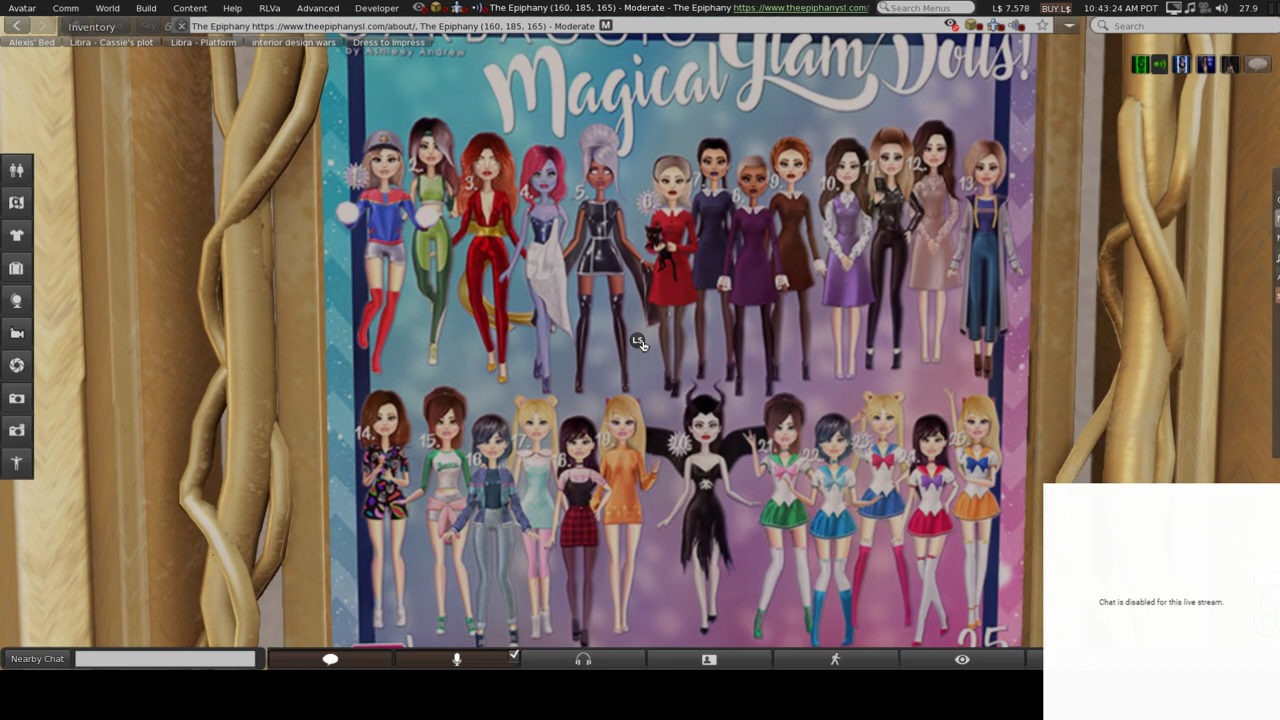 Avatar Comm World Build Content Help RLVa Advanced Developer The Epiphany (160, 185, 165) - Moderate - The Epiphany https://www.theepiphanysl.com/ Search Menus L$ 7,578 BUY L$ 10:43:24 AM PDT 27.9
Inventory The Epiphany https://www.theepiphanysl.com/about/, The Epiphany (160, 185, 165) - Moderate M Search
Alexis' Bed Libra - Cassie's plot Libra - Platform interior design wars Dress to Impress
by Ashleey Andrew
Magical Glam Dolls!
1. 2. 3. 4. 5. 6. 7. 8. 9. 10. 11. 12. 13.
L$
14. 15. 16. 17. 18. 19. 20. 21. 22. 23. 24. 25.
Chat is disabled for this live stream.
25
Nearby Chat